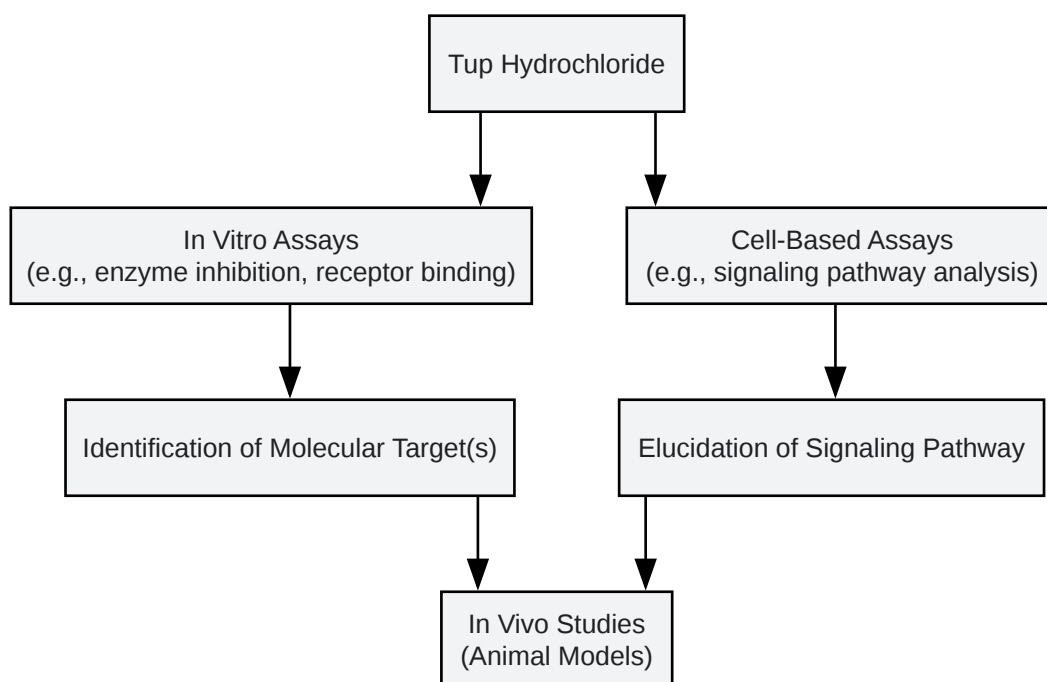 Tup Hydrochloride
In Vitro Assays
(e.g., enzyme inhibition, receptor binding)
Cell-Based Assays
(e.g., signaling pathway analysis)
Identification of Molecular Target(s)
Elucidation of Signaling Pathway
In Vivo Studies
(Animal Models)